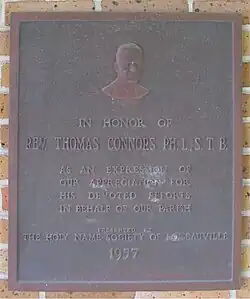 IN HONOR OF
REV. THOMAS CONNORS PH. L., S. T. B.
AS AN EXPRESSION OF
OUR APPRECIATION FOR
HIS DEVOTED EFFORTS
IN BEHALF OF OUR PARISH
PRESENTED BY
THE HOLY NAME SOCIETY OF
1957